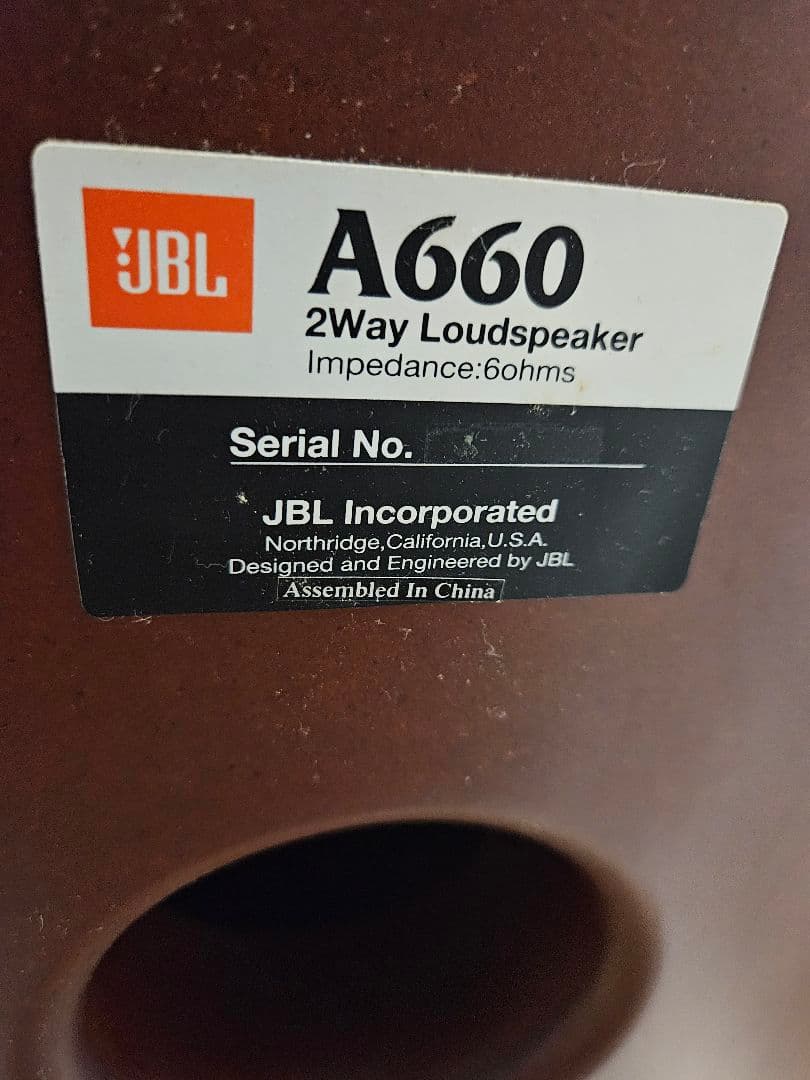 JBL
A660
2Way Loudspeaker
Impedance:6ohms
Serial No.
JBL Incorporated
Northridge,California,U.S.A.
Designed and Engineered by JBL
Assembled In China